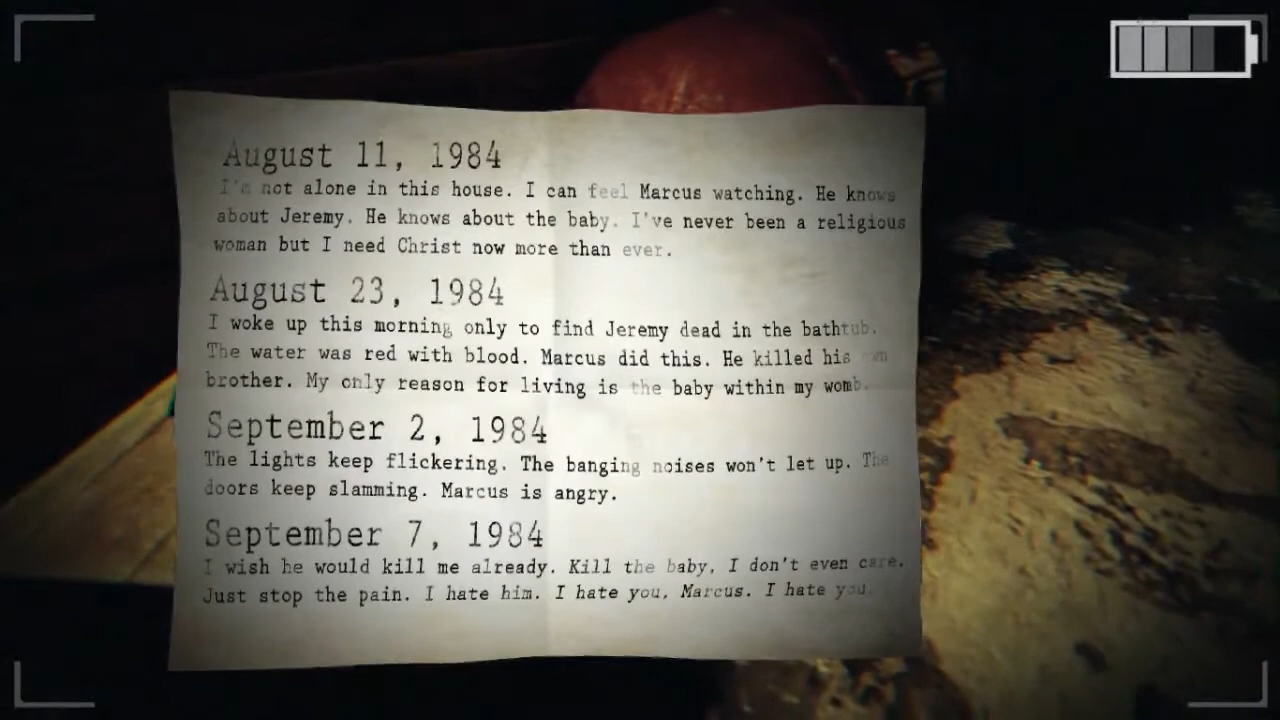 August 11, 1984
I'm not alone in this house. I can feel Marcus watching. He knows
about Jeremy. He knows about the baby. I've never been a religious
woman but I need Christ now more than ever.
August 23, 1984
I woke up this morning only to find Jeremy dead in the bathtub.
The water was red with blood. Marcus did this. He killed his own
brother. My only reason for living is the baby within my womb.
September 2, 1984
The lights keep flickering. The banging noises won't let up. The
doors keep slamming. Marcus is angry.
September 7, 1984
I wish he would kill me already. Kill the baby, I don't even care.
Just stop the pain. I hate him. I hate you, Marcus. I hate you.